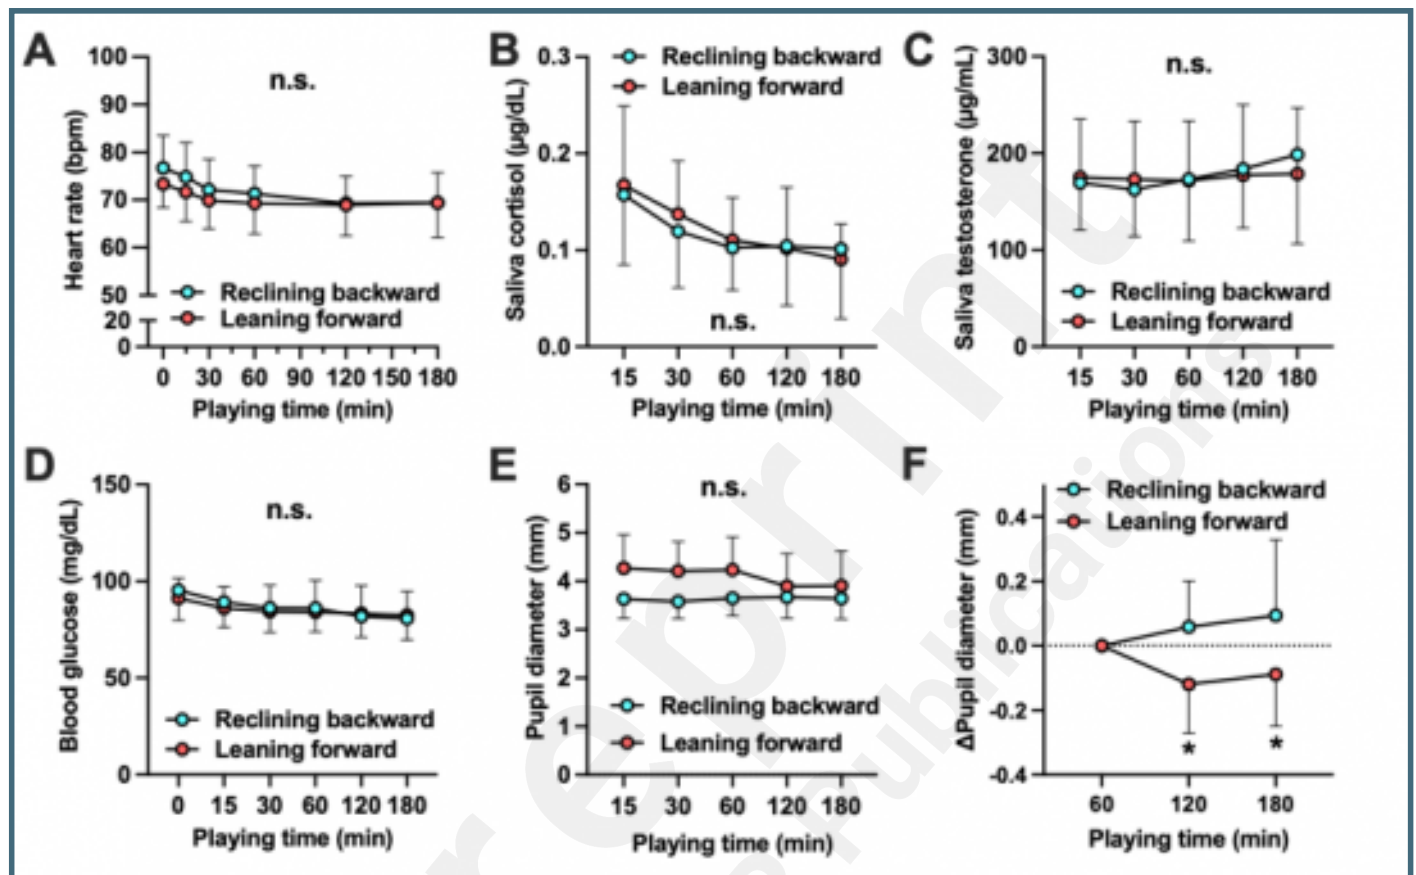 A
100
90
80
70
60
50
20
0
Heart rate (bpm)
n.s.
Reclining backward
Leaning forward
0 30 60 90 120 150 180
Playing time (min)
B
0.3
0.2
0.1
0.0
Saliva cortisol (µg/dL)
Reclining backward
Leaning forward
n.s.
15 30 60 120 180
Playing time (min)
C
300
200
100
0
Saliva testosterone (µg/mL)
n.s.
Reclining backward
Leaning forward
15 30 60 120 180
Playing time (min)
D
150
100
50
0
Blood glucose (mg/dL)
n.s.
Reclining backward
Leaning forward
0 15 30 60 120 180
Playing time (min)
E
6
5
4
3
2
1
0
Pupil diameter (mm)
n.s.
Reclining backward
Leaning forward
15 30 60 120 180
Playing time (min)
F
0.4
0.2
0.0
-0.2
-0.4
ΔPupil diameter (mm)
Reclining backward
Leaning forward
* *
60 120 180
Playing time (min)
eprint
Publications